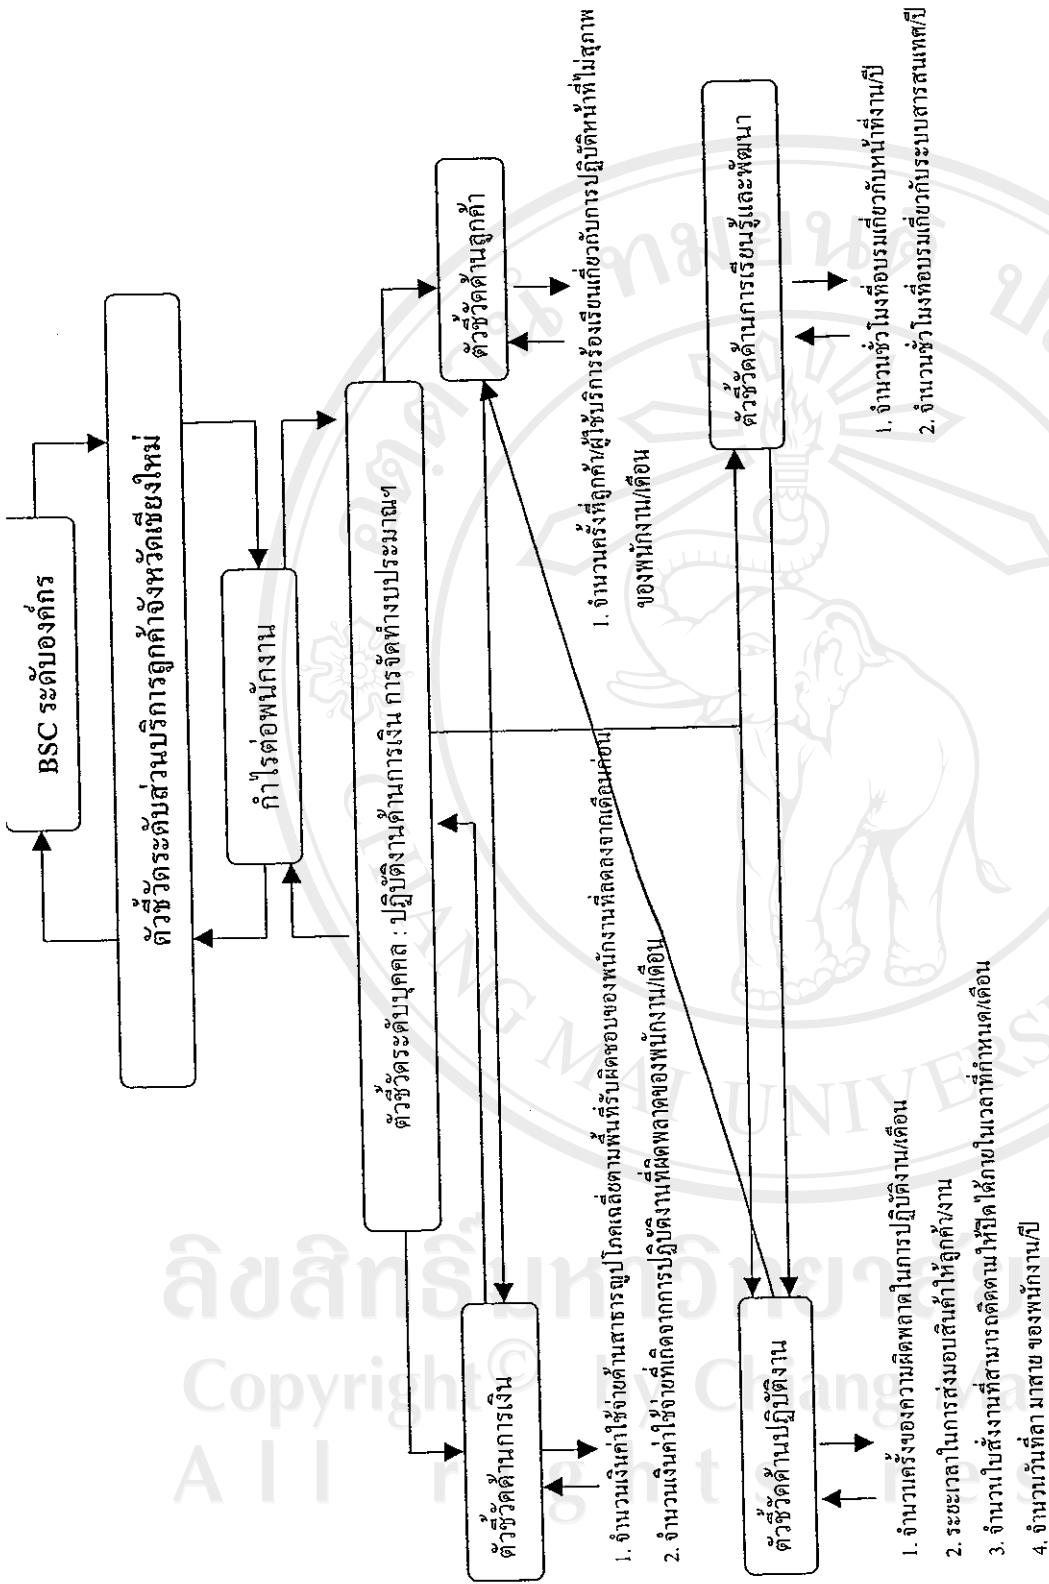 BSC ระดับองค์กร
ตัวชี้วัดระดับส่วนบริการลูกค้าจังหวัดเชียงใหม่
กำไรต่อพนักงาน
ตัวชี้วัดระดับบุคคล : ปฏิบัติงานด้านการเงิน การจัดทำงบประมาณฯ
ตัวชี้วัดด้านการเงิน
ตัวชี้วัดด้านลูกค้า
1. จำนวนเงินค่าใช้จ่ายด้านสาธารณูปโภคเฉลี่ยตามพื้นที่รับผิดชอบของพนักงานที่ลดลงจากเดือนก่อน
2. จำนวนเงินค่าใช้จ่ายที่เกิดจากการปฏิบัติงานที่ผิดพลาดของพนักงาน/เดือน
1. จำนวนครั้งที่ลูกค้า/ผู้ใช้บริการร้องเรียนเกี่ยวกับการปฏิบัติหน้าที่ไม่สุภาพ
ของพนักงาน/เดือน
ตัวชี้วัดด้านปฏิบัติงาน
ตัวชี้วัดด้านการเรียนรู้และพัฒนา
1. จำนวนครั้งของความผิดพลาดในการปฏิบัติงาน/เดือน
2. ระยะเวลาในการส่งมอบสินค้าให้ลูกค้า/งาน
3. จำนวนใบสั่งงานที่สามารถติดตามให้ปิดได้ภายในเวลาที่กำหนด/เดือน
4. จำนวนวันที่ลา มาสาย ของพนักงาน/ปี
1. จำนวนชั่วโมงที่อบรมเกี่ยวกับหน้าที่งาน/ปี
2. จำนวนชั่วโมงที่อบรมเกี่ยวกับระบบสารสนเทศ/ปี
CHIANG MAI UNIVERS
ลิขสิทธิ์มหาวิทยาลัย
Copyright© by Chiang Ma
All rights res